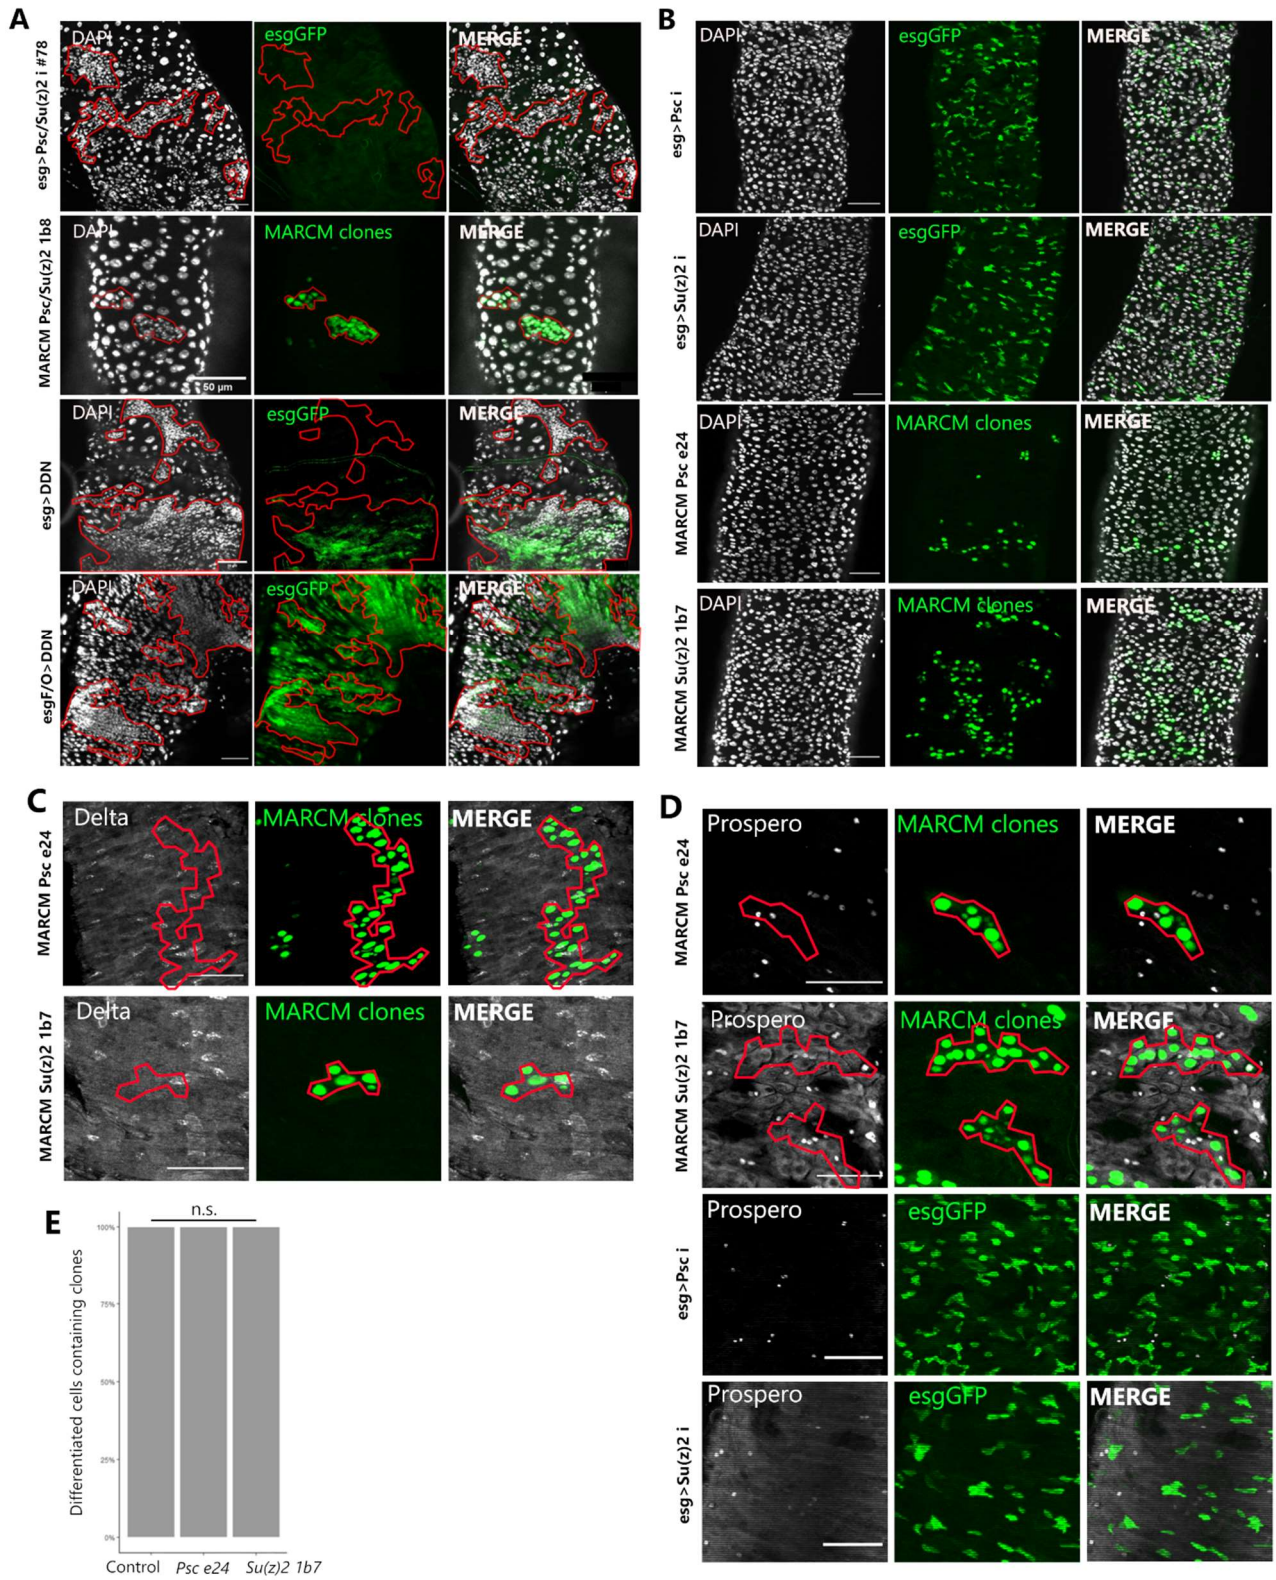 A
esg>Psc/Su(z)2 i #78
DAPI
esgGFP
MERGE
MARCM Psc/Su(z)2 1b8
DAPI
MARCM clones
MERGE
50 µm
esg>DDN
DAPI
esgGFP
MERGE
esgF/O>DDN
DAPI
esgGFP
MERGE
B
esg>Psc i
DAPI
esgGFP
MERGE
esg>Su(z)2 i
DAPI
esgGFP
MERGE
MARCM Psc e24
DAPI
MARCM clones
MERGE
MARCM Su(z)2 1b7
DAPI
MARCM clones
MERGE
C
MARCM Psc e24
Delta
MARCM clones
MERGE
MARCM Su(z)2 1b7
Delta
MARCM clones
MERGE
D
MARCM Psc e24
Prospero
MARCM clones
MERGE
MARCM Su(z)2 1b7
Prospero
MARCM clones
MERGE
esg>Psc i
Prospero
esgGFP
MERGE
esg>Su(z)2 i
Prospero
esgGFP
MERGE
E
n.s.
Differentiated cells containing clones
100%
75%
50%
25%
0%
Control
Psc e24
Su(z)2 1b7